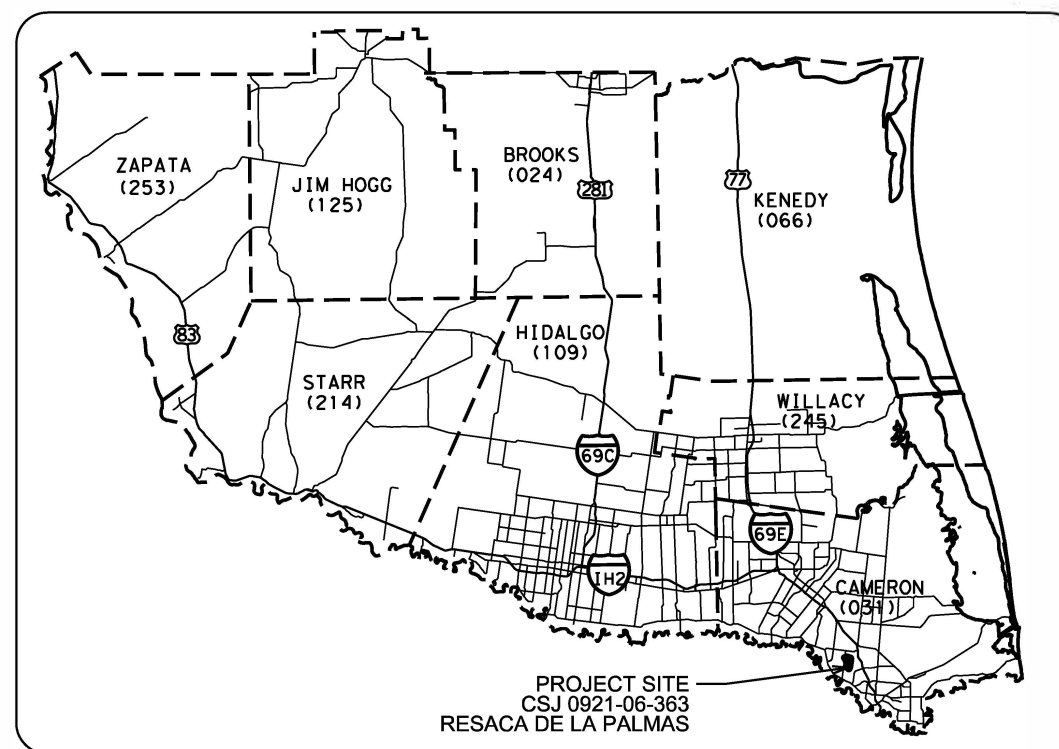 ZAPATA
(253)
JIM HOGG
(125)
BROOKS
(024)
281
77
KENEDY
(066)
83
STARR
(214)
HIDALGO
(109)
WILLACY
(245)
69C
69E
IH2
CAMERON
(031)
PROJECT SITE
CSJ 0921-06-363
RESACA DE LA PALMAS